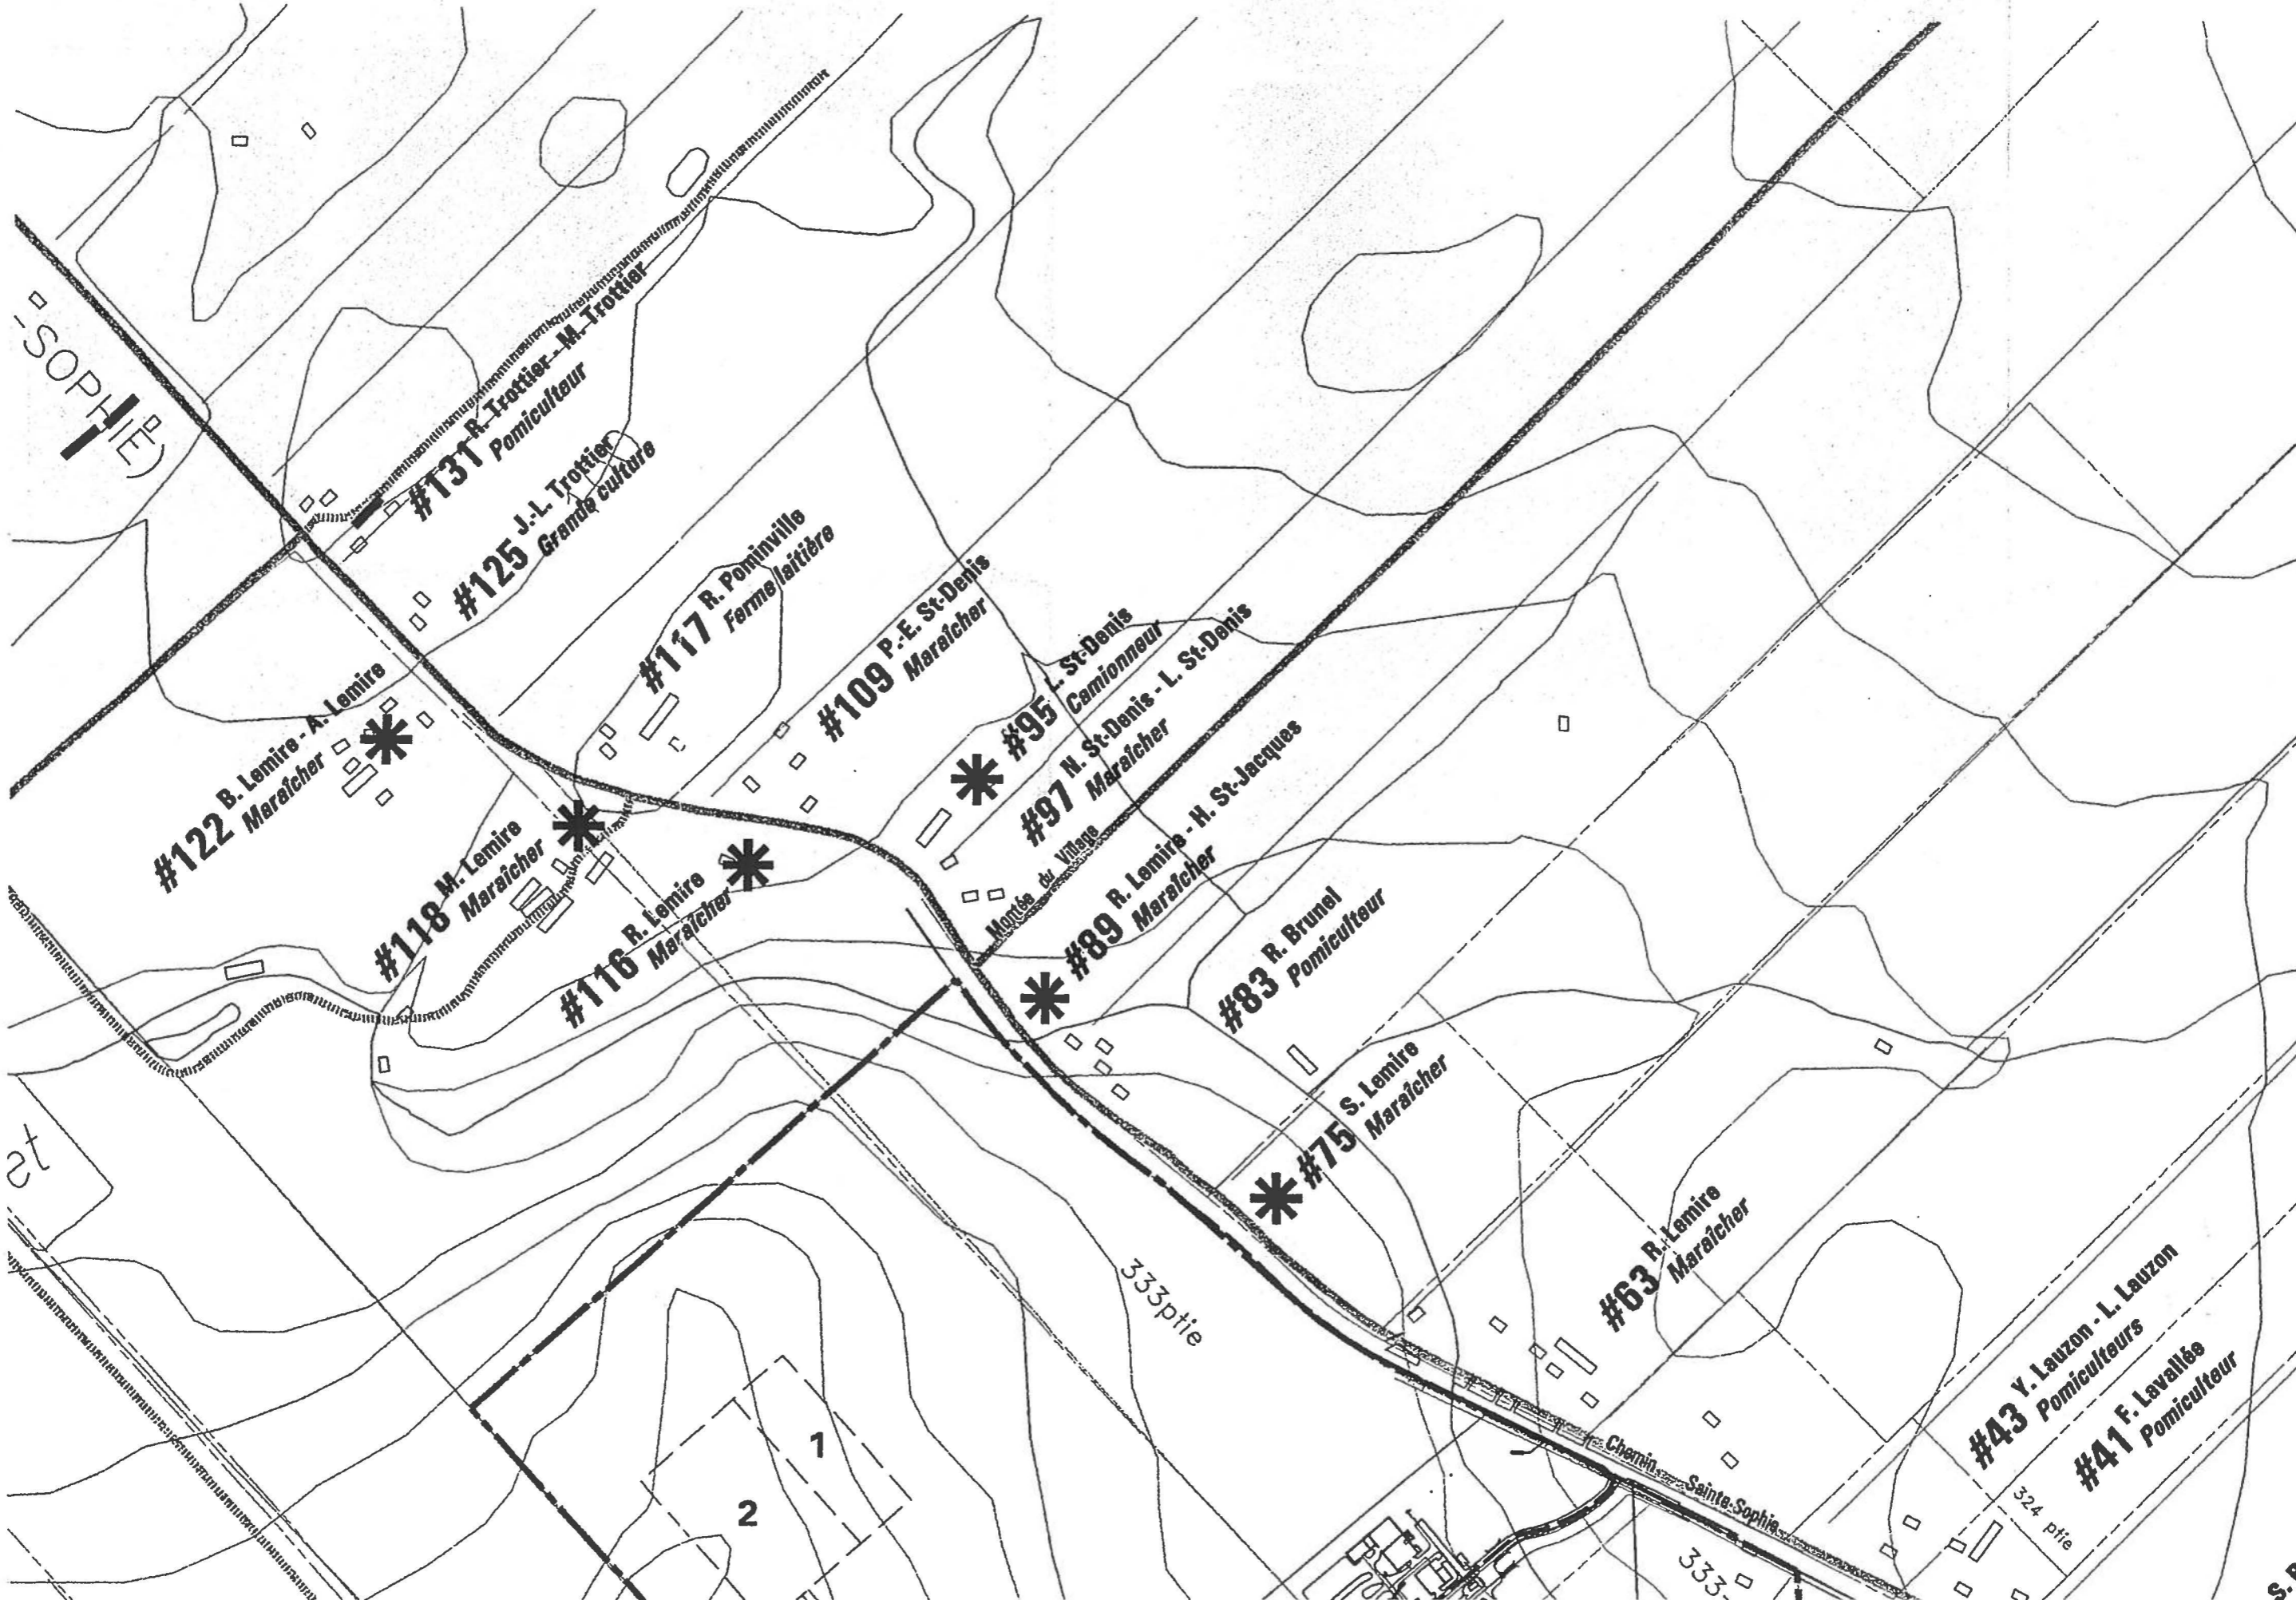 -SOPHIE)
#131 R. Trottier - M. Trottier
Pomiculteur
#125 J.-L. Trottier
Grande culture
#117 R. Pominville
Ferme laitière
#109 P.-E. St-Denis
Maraîcher
#95 L. St-Denis
Camionneur
#97 N. St-Denis - L. St-Denis
Maraîcher
Montée du Village
#89 R. Lemire - H. St-Jacques
Maraîcher
#122 B. Lemire - A. Lemire
Maraîcher
#118 M. Lemire
Maraîcher
#116 R. Lemire
Maraîcher
#83 R. Brunel
Pomiculteur
#75 S. Lemire
Maraîcher
#63 R. Lemire
Maraîcher
#43 Y. Lauzon - L. Lauzon
Pomiculteurs
#41 F. Lavallée
Pomiculteur
333ptie
1
2
Chemin Sainte-Sophie
324 ptie
333-